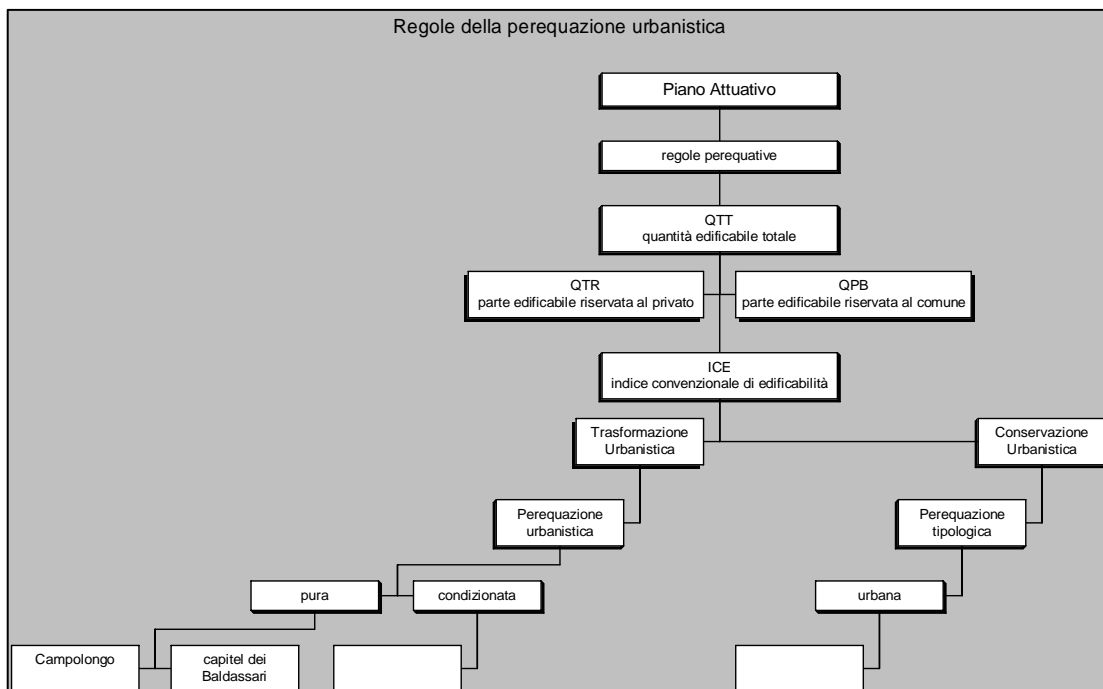 Regole della perequazione urbanistica
Piano Attuativo
regole perequative
QTT
quantità edificabile totale
QTR
parte edificabile riservata al privato
QPB
parte edificabile riservata al comune
ICE
indice convenzionale di edificabilità
Trasformazione
Urbanistica
Conservazione
Urbanistica
Perequazione
urbanistica
Perequazione
tipologica
pura
condizionata
urbana
Campolongo
capitel dei
Baldassari